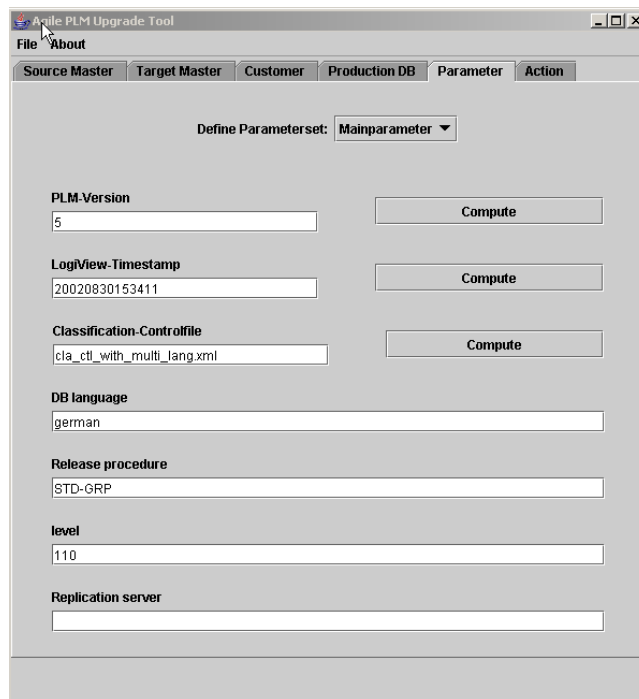 Agile PLM Upgrade Tool
File About
Source Master Target Master Customer Production DB Parameter Action
Define Parameterset: Mainparameter
PLM-Version
5 Compute
LogiView-Timestamp
20020830153411 Compute
Classification-Controlfile
cla_ctl_with_multi_lang.xml Compute
DB language
german
Release procedure
STD-GRP
level
110
Replication server